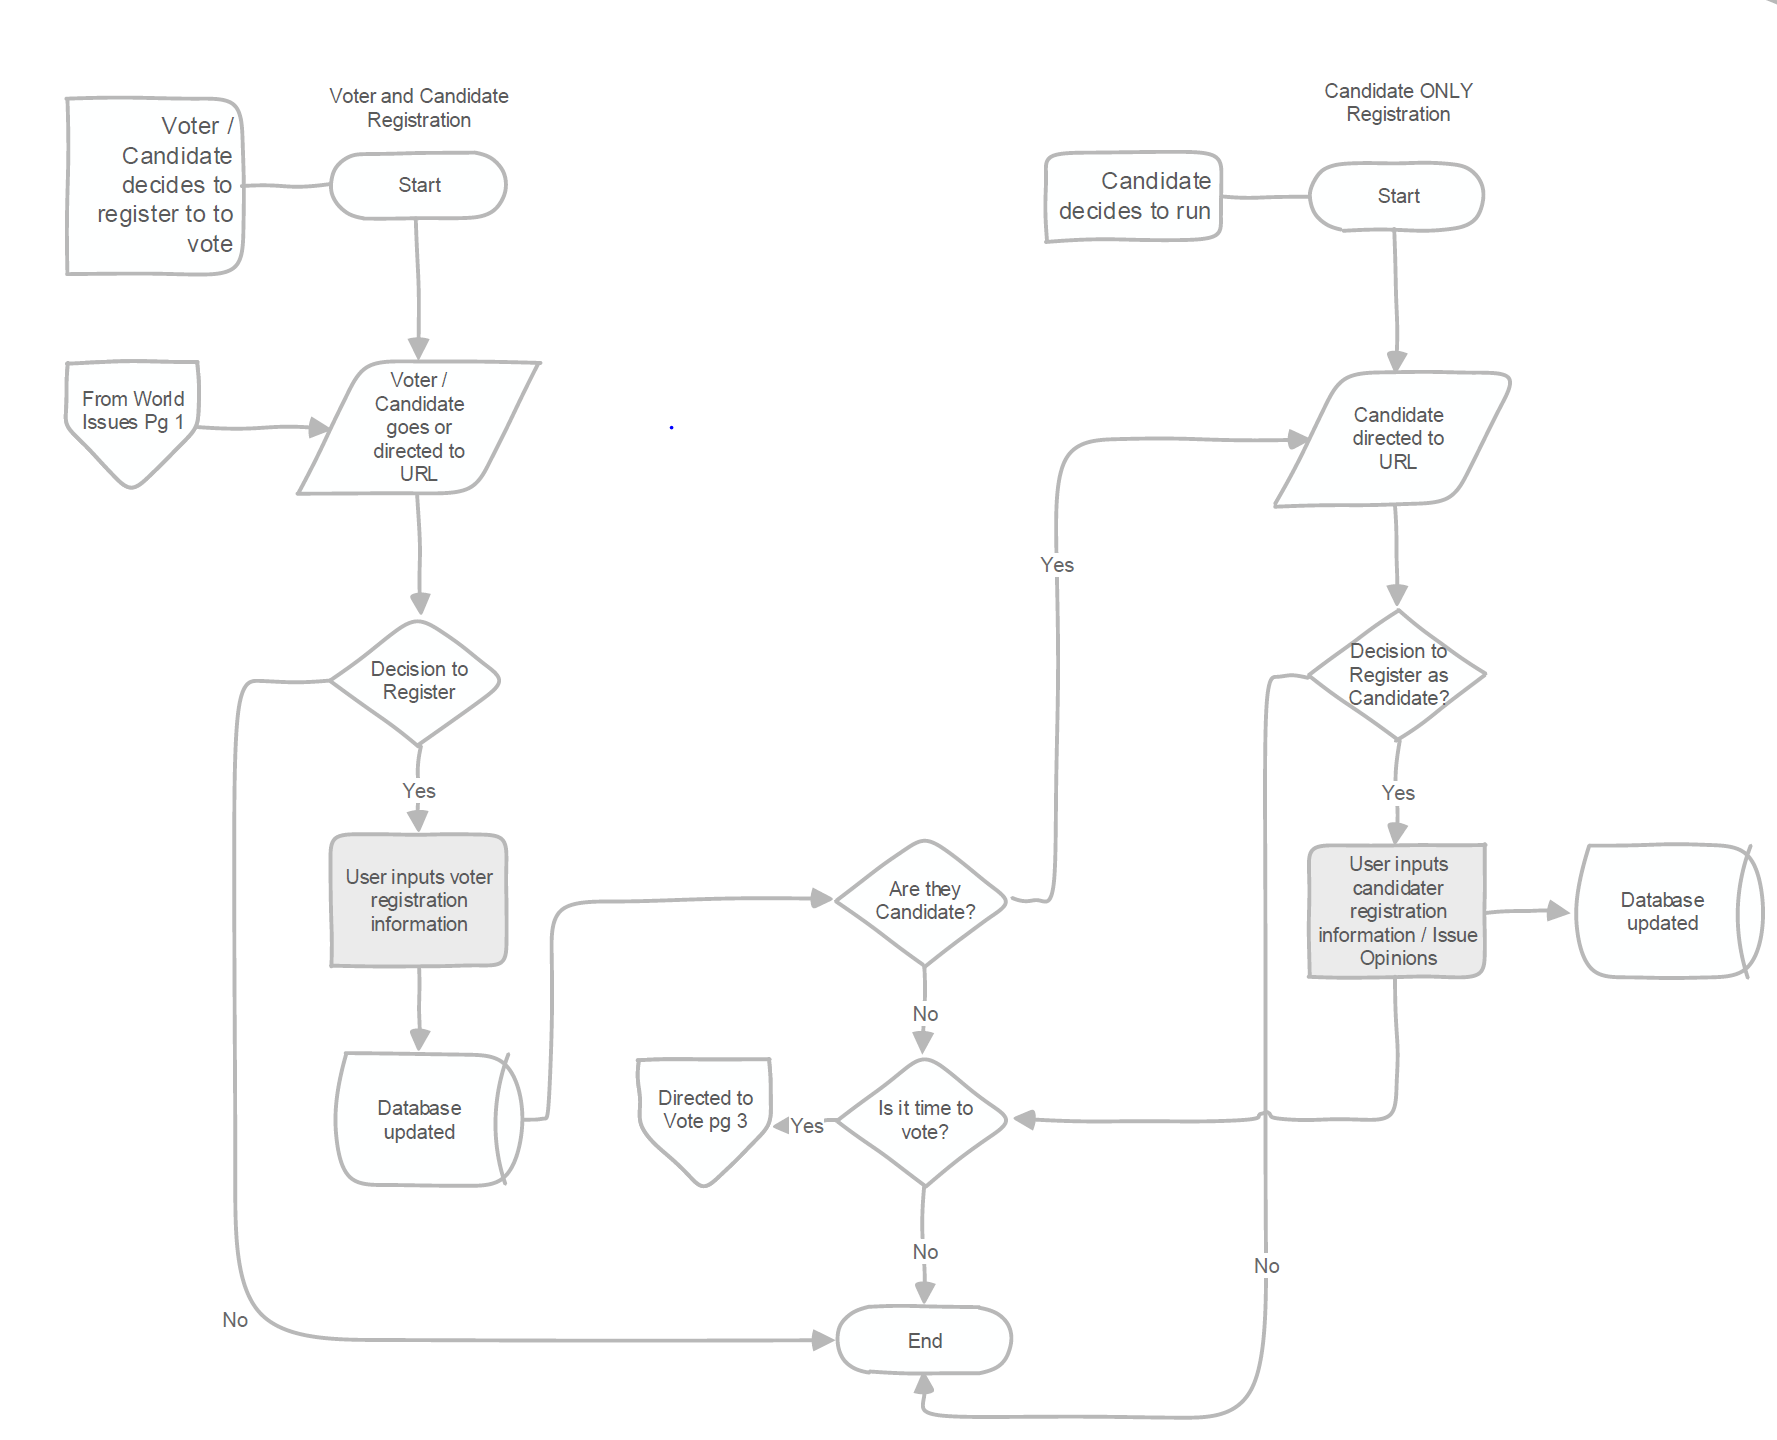 Voter and Candidate
Registration
Candidate ONLY
Registration
Voter /
Candidate
decides to
register to to
vote
Start
Candidate
decides to run
Start
From World
Issues Pg 1
Voter /
Candidate
goes or
directed to
URL
Candidate
directed to
URL
Yes
Decision to
Register
Decision to
Register as
Candidate?
Yes
Yes
User inputs voter
registration
information
Are they
Candidate?
User inputs
candidater
registration
information / Issue
Opinions
Database
updated
No
Database
updated
Directed to
Vote pg 3
Yes
Is it time to
vote?
No
No
No
End